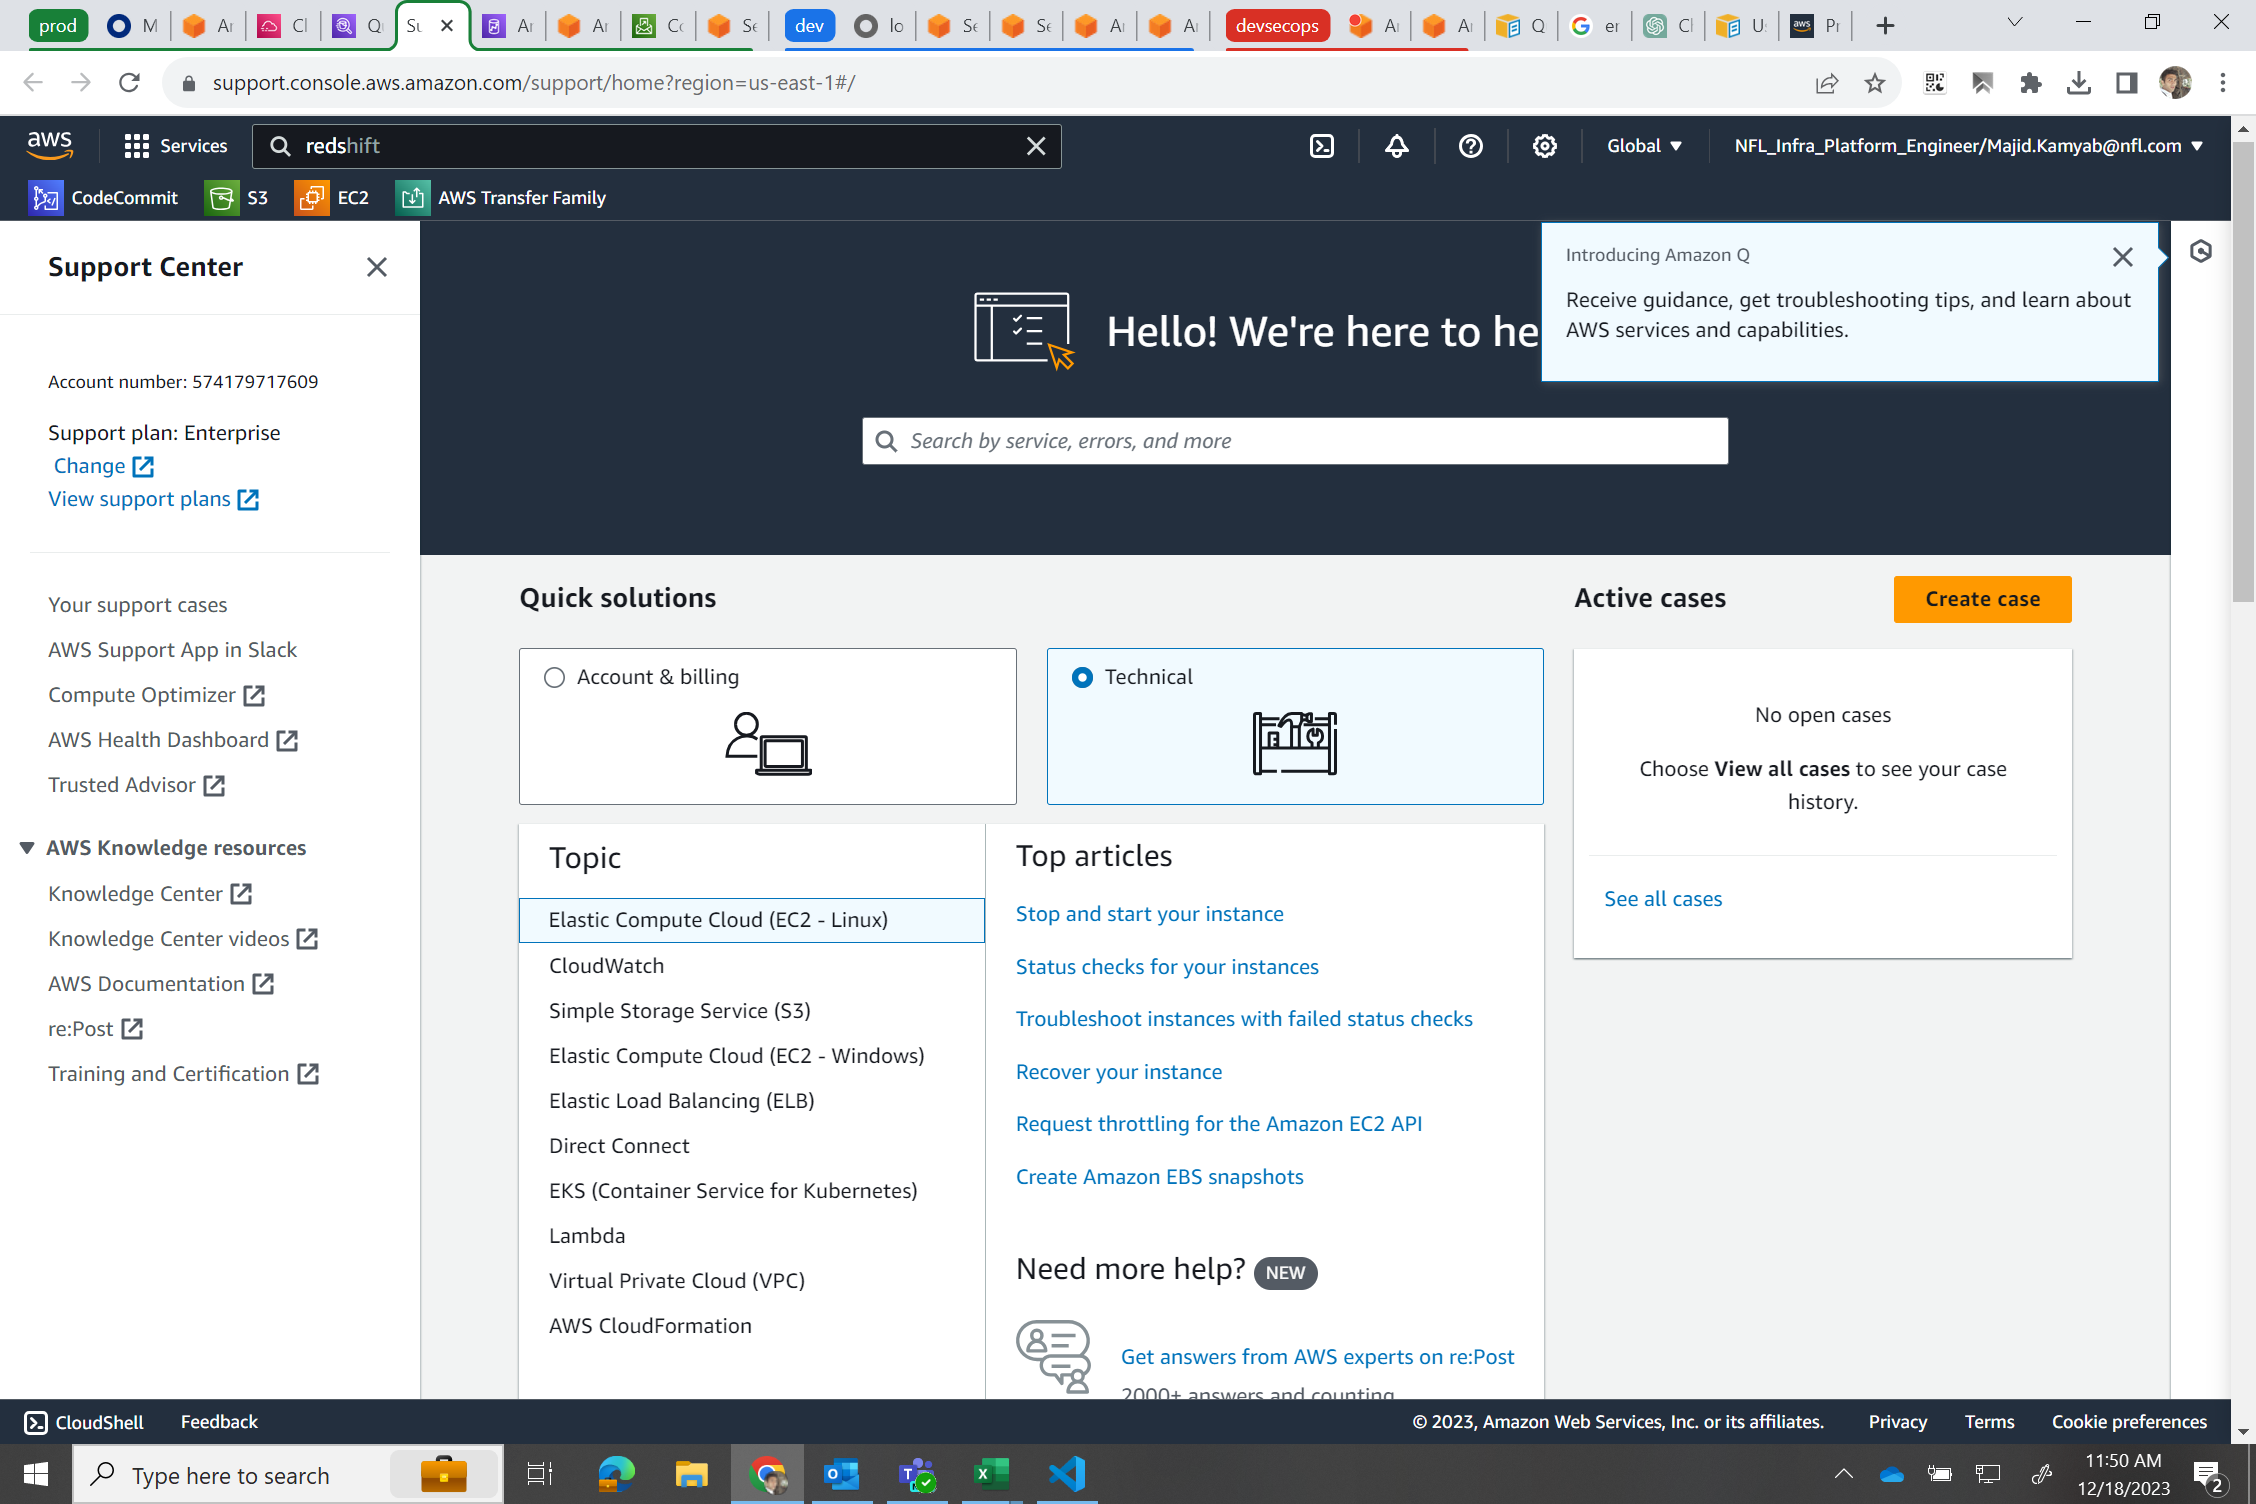 prod
M
Ar
Cl
Q
Su
Ar
Ar
Co
Se
dev
lo
Se
Se
Ar
Ar
devsecops
Ar
Ar
Q
er
Cl
U
Pr
support.console.aws.amazon.com/support/home?region=us-east-1#/
aws
Services
redshift
Global
NFL_Infra_Platform_Engineer/Majid.Kamyab@nfl.com
CodeCommit
S3
EC2
AWS Transfer Family
Support Center
Account number: 574179717609
Support plan: Enterprise
Change
View support plans
Your support cases
AWS Support App in Slack
Compute Optimizer
AWS Health Dashboard
Trusted Advisor
AWS Knowledge resources
Knowledge Center
Knowledge Center videos
AWS Documentation
re:Post
Training and Certification
Hello! We're here to he
Introducing Amazon Q
Receive guidance, get troubleshooting tips, and learn about
AWS services and capabilities.
Search by service, errors, and more
Quick solutions
Account & billing
Technical
Topic
Elastic Compute Cloud (EC2 - Linux)
CloudWatch
Simple Storage Service (S3)
Elastic Compute Cloud (EC2 - Windows)
Elastic Load Balancing (ELB)
Direct Connect
EKS (Container Service for Kubernetes)
Lambda
Virtual Private Cloud (VPC)
AWS CloudFormation
Top articles
Stop and start your instance
Status checks for your instances
Troubleshoot instances with failed status checks
Recover your instance
Request throttling for the Amazon EC2 API
Create Amazon EBS snapshots
Need more help? NEW
Get answers from AWS experts on re:Post
2000+ answers and counting
Active cases
Create case
No open cases
Choose View all cases to see your case
history.
See all cases
CloudShell
Feedback
© 2023, Amazon Web Services, Inc. or its affiliates.
Privacy
Terms
Cookie preferences
Type here to search
11:50 AM
12/18/2023
2